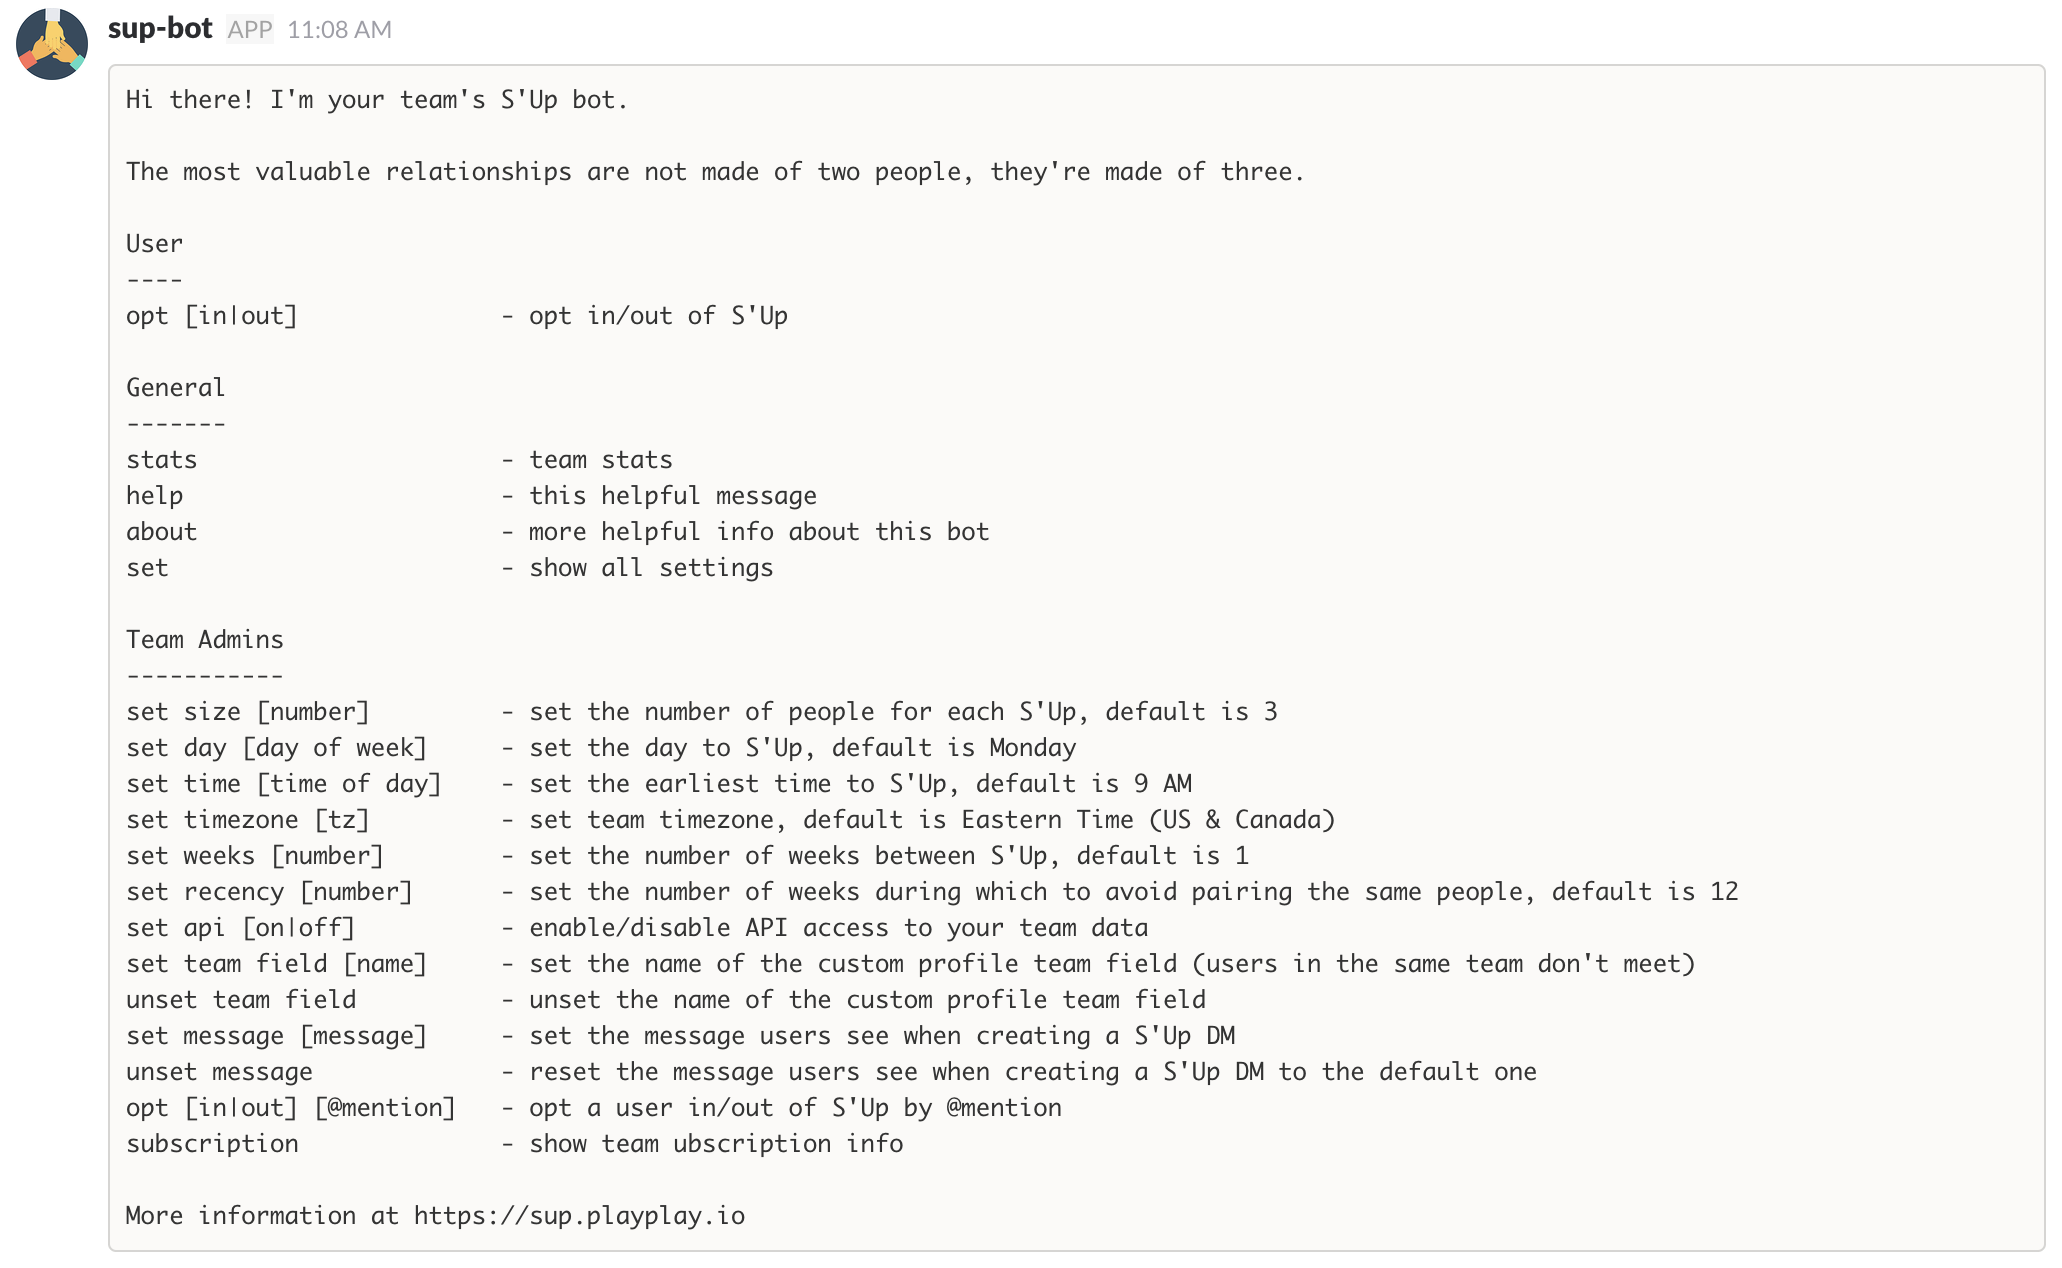 sup-bot APP 11:08 AM
Hi there! I'm your team's S'Up bot.
The most valuable relationships are not made of two people, they're made of three.
User
----
opt [in|out]              - opt in/out of S'Up
General
-------
stats                     - team stats
help                      - this helpful message
about                     - more helpful info about this bot
set                       - show all settings
Team Admins
-----------
set size [number]         - set the number of people for each S'Up, default is 3
set day [day of week]     - set the day to S'Up, default is Monday
set time [time of day]    - set the earliest time to S'Up, default is 9 AM
set timezone [tz]         - set team timezone, default is Eastern Time (US & Canada)
set weeks [number]        - set the number of weeks between S'Up, default is 1
set recency [number]      - set the number of weeks during which to avoid pairing the same people, default is 12
set api [on|off]          - enable/disable API access to your team data
set team field [name]     - set the name of the custom profile team field (users in the same team don't meet)
unset team field          - unset the name of the custom profile team field
set message [message]     - set the message users see when creating a S'Up DM
unset message             - reset the message users see when creating a S'Up DM to the default one
opt [in|out] [@mention]   - opt a user in/out of S'Up by @mention
subscription              - show team ubscription info
More information at https://sup.playplay.io